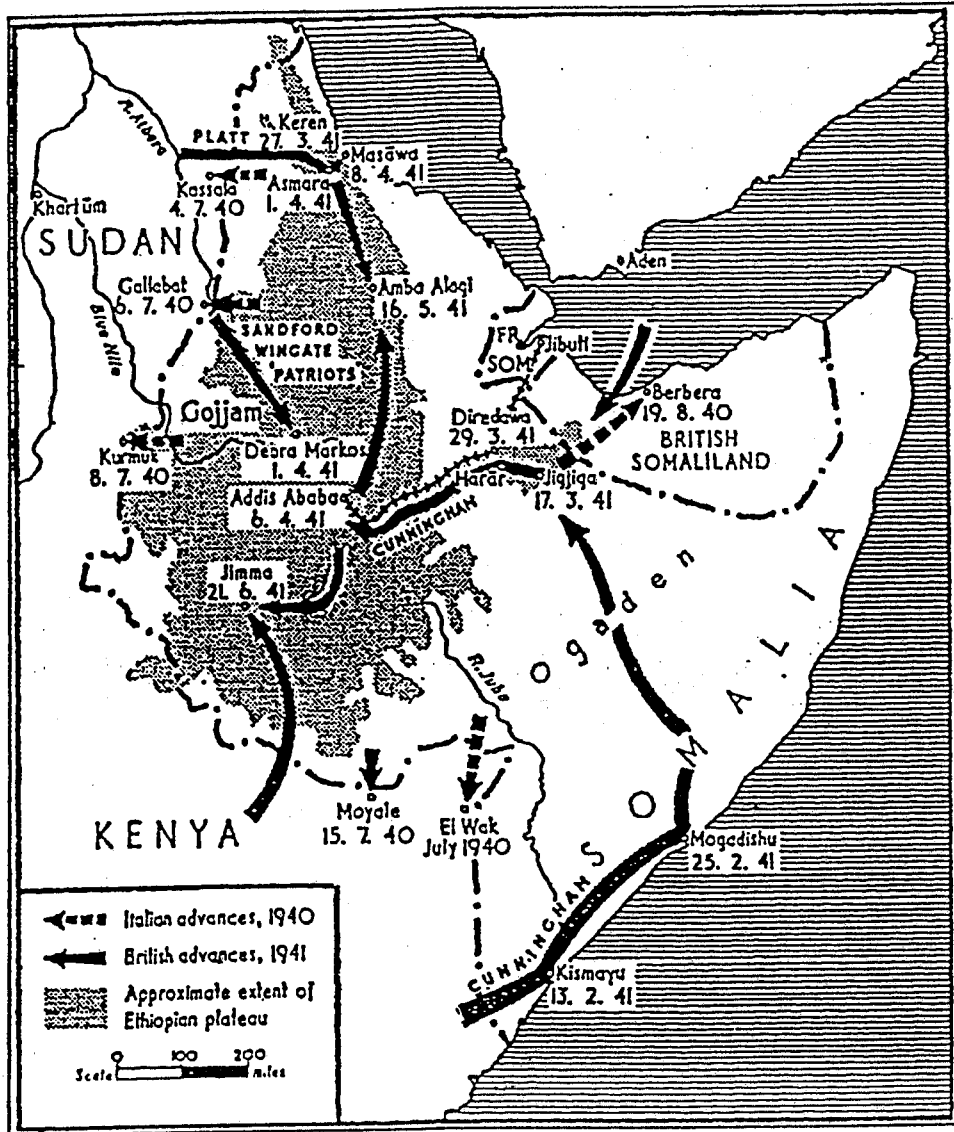 R. Atbara
PLATT
Keren
27. 3. 41
Masāwa
8. 4. 41
Kassala
4. 7. 40
Asmara
1. 4. 41
Khartūm
SUDAN
Aden
Gallabat
6. 7. 40
Amba Alagi
16. 5. 41
Blue Nile
SANDFORD
WINGATE
PATRIOTS
FR
SOM
Jibuti
Berbera
19. 8. 40
BRITISH
SOMALILAND
Gojjam
Diredawa
29. 3. 41
Kurmuk
8. 7. 40
Debra Markos
1. 4. 41
Harar
Jigjiga
17. 3. 41
Addis Ababa
6. 4. 41
CUNNINGHAM
Jimma
21. 6. 41
Ogaden
R. Juba
SOMALIA
KENYA
Moyale
15. 7. 40
El Wak
July 1940
Mogadishu
25. 2. 41
CUNNINGHAM
Kismayu
13. 2. 41
Italian advances, 1940
British advances, 1941
Approximate extent of
Ethiopian plateau
0 100 200
Scale miles